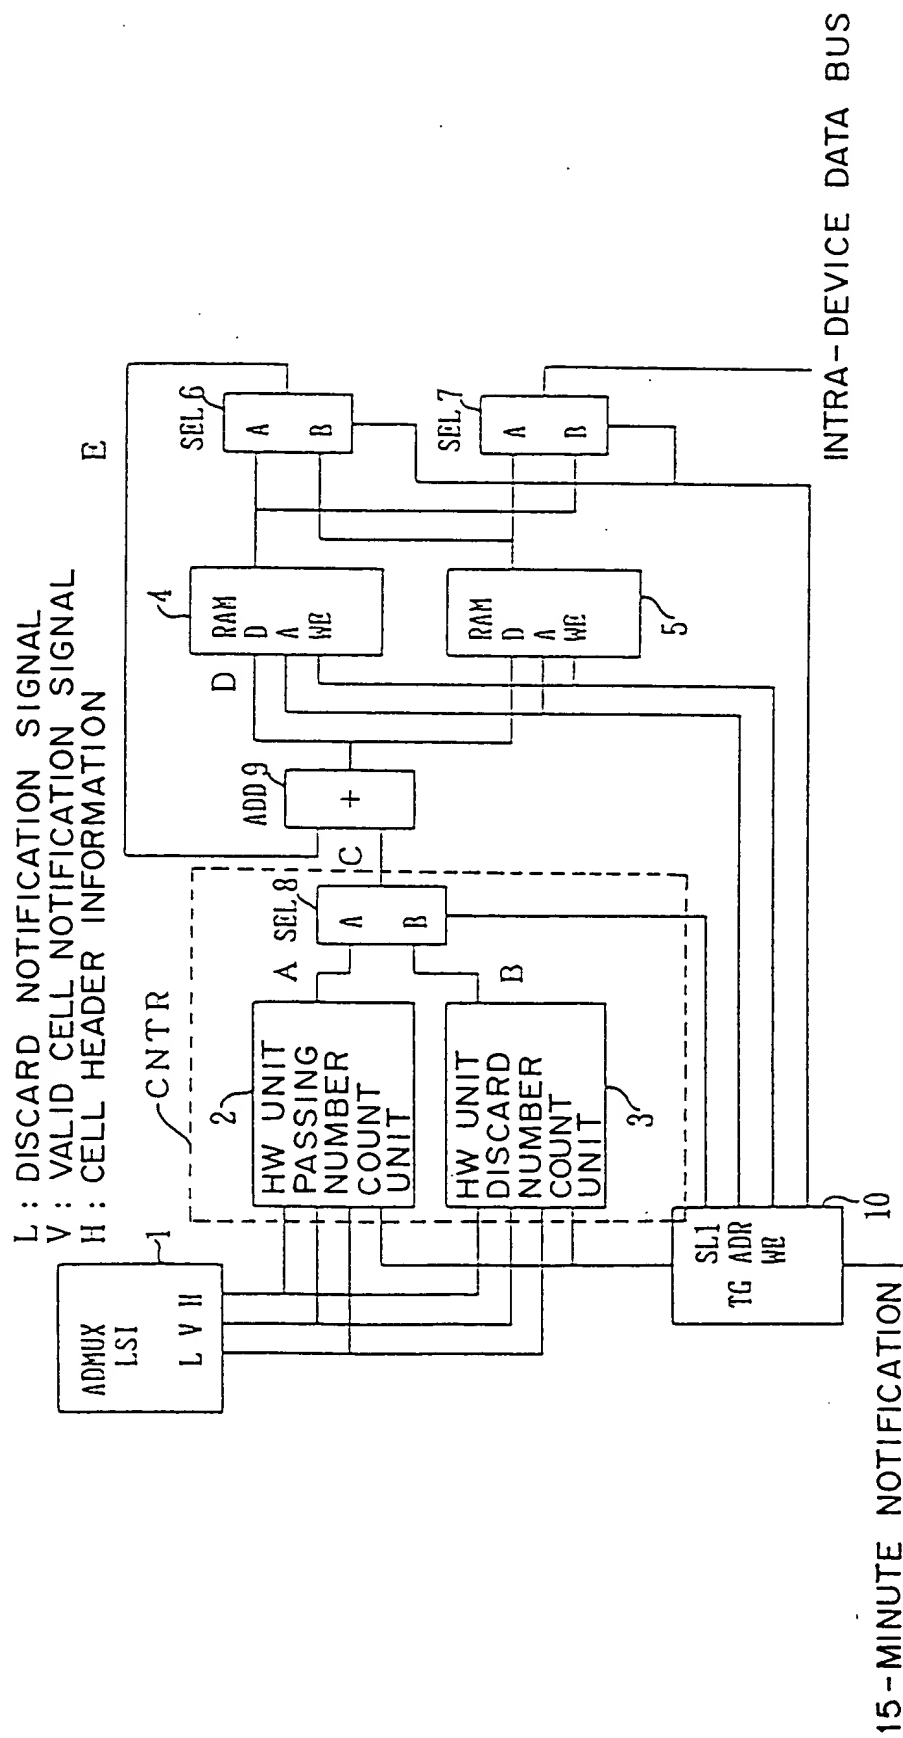 L : DISCARD NOTIFICATION SIGNAL
V : VALID CELL NOTIFICATION SIGNAL
H : CELL HEADER INFORMATION
E
CNTR
1
ADMUX
LSI
L V H
2
HW UNIT
PASSING
NUMBER
COUNT
UNIT
A
HW UNIT
DISCARD
NUMBER
COUNT
UNIT
3
B
SEL 8
A
B
C
ADD 9
+
D
4
RAM
D
A
WE
RAM
D
A
WE
5
SEL 6
A
B
SEL 7
A
B
SL1
TG ADR
WE
10
15-MINUTE NOTIFICATION
INTRA-DEVICE DATA BUS